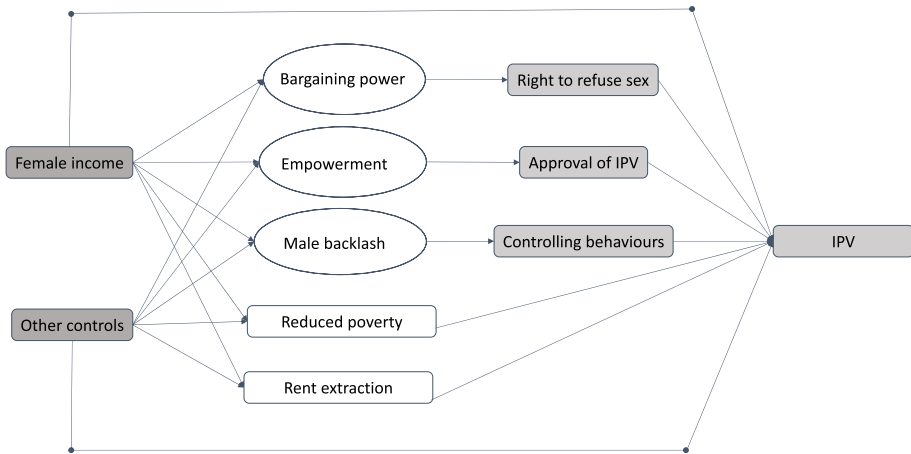 Bargaining power
Right to refuse sex
Female income
Empowerment
Approval of IPV
Male backlash
Controlling behaviours
IPV
Other controls
Reduced poverty
Rent extraction